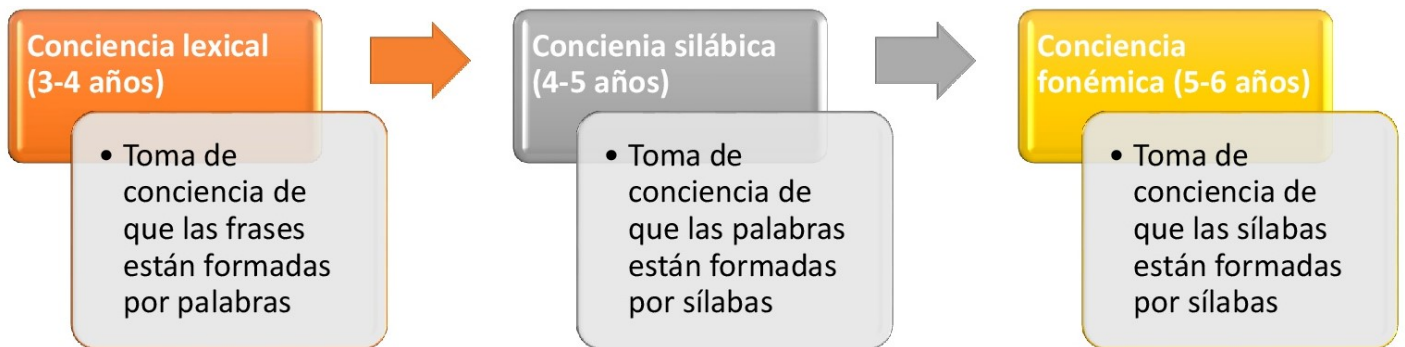 Conciencia lexical
(3-4 años)
• Toma de
conciencia de
que las frases
están formadas
por palabras
Concienia silábica
(4-5 años)
• Toma de
conciencia de
que las palabras
están formadas
por sílabas
Conciencia
fonémica (5-6 años)
• Toma de
conciencia de
que las sílabas
están formadas
por sílabas